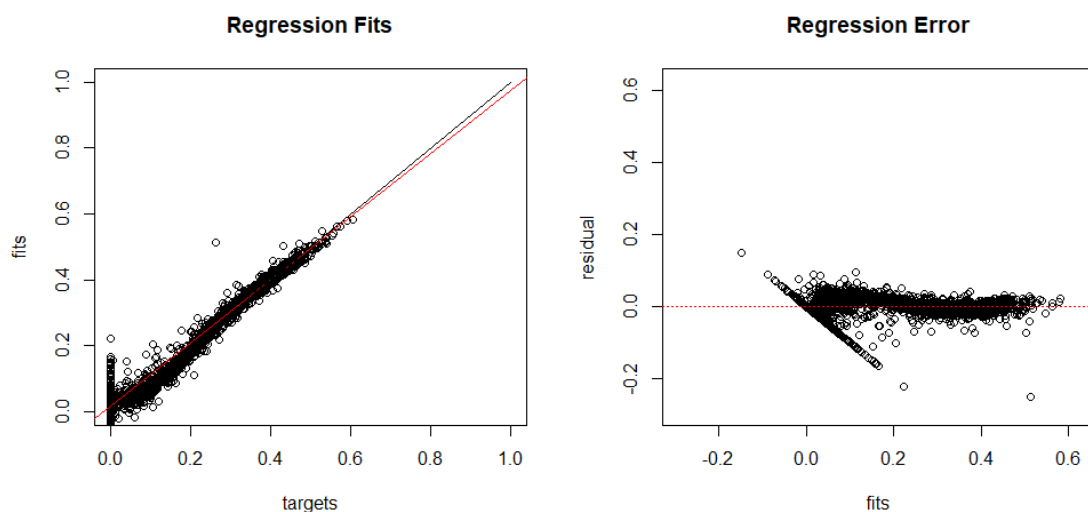 Regression Fits
fits
1.0
0.8
0.6
0.4
0.2
0.0
0.0 0.2 0.4 0.6 0.8 1.0
targets
Regression Error
residual
0.6
0.4
0.2
0.0
-0.2
-0.2 0.0 0.2 0.4 0.6
fits